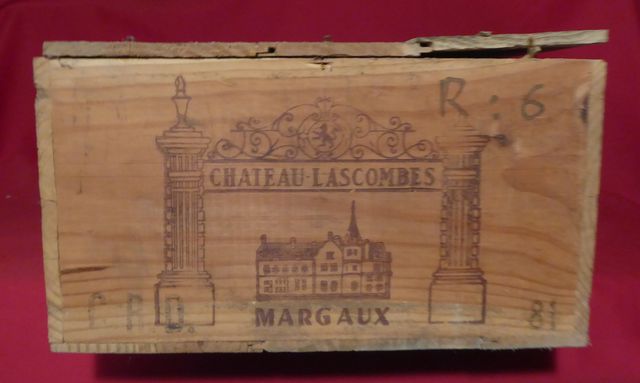 R: 6
CHATEAU-LASCOMBES
MARGAUX
C.R.D. 81